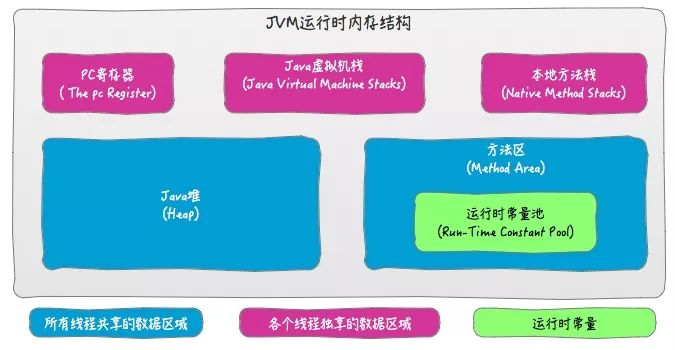 JVM运行时内存结构
PC寄存器
( The pc Register)
Java虚拟机栈
(Java Virtual Machine Stacks)
本地方法栈
(Native Method Stacks)
Java堆
(Heap)
方法区
(Method Area)
运行时常量池
(Run-Time Constant Pool)
所有线程共享的数据区域
各个线程独享的数据区域
运行时常量